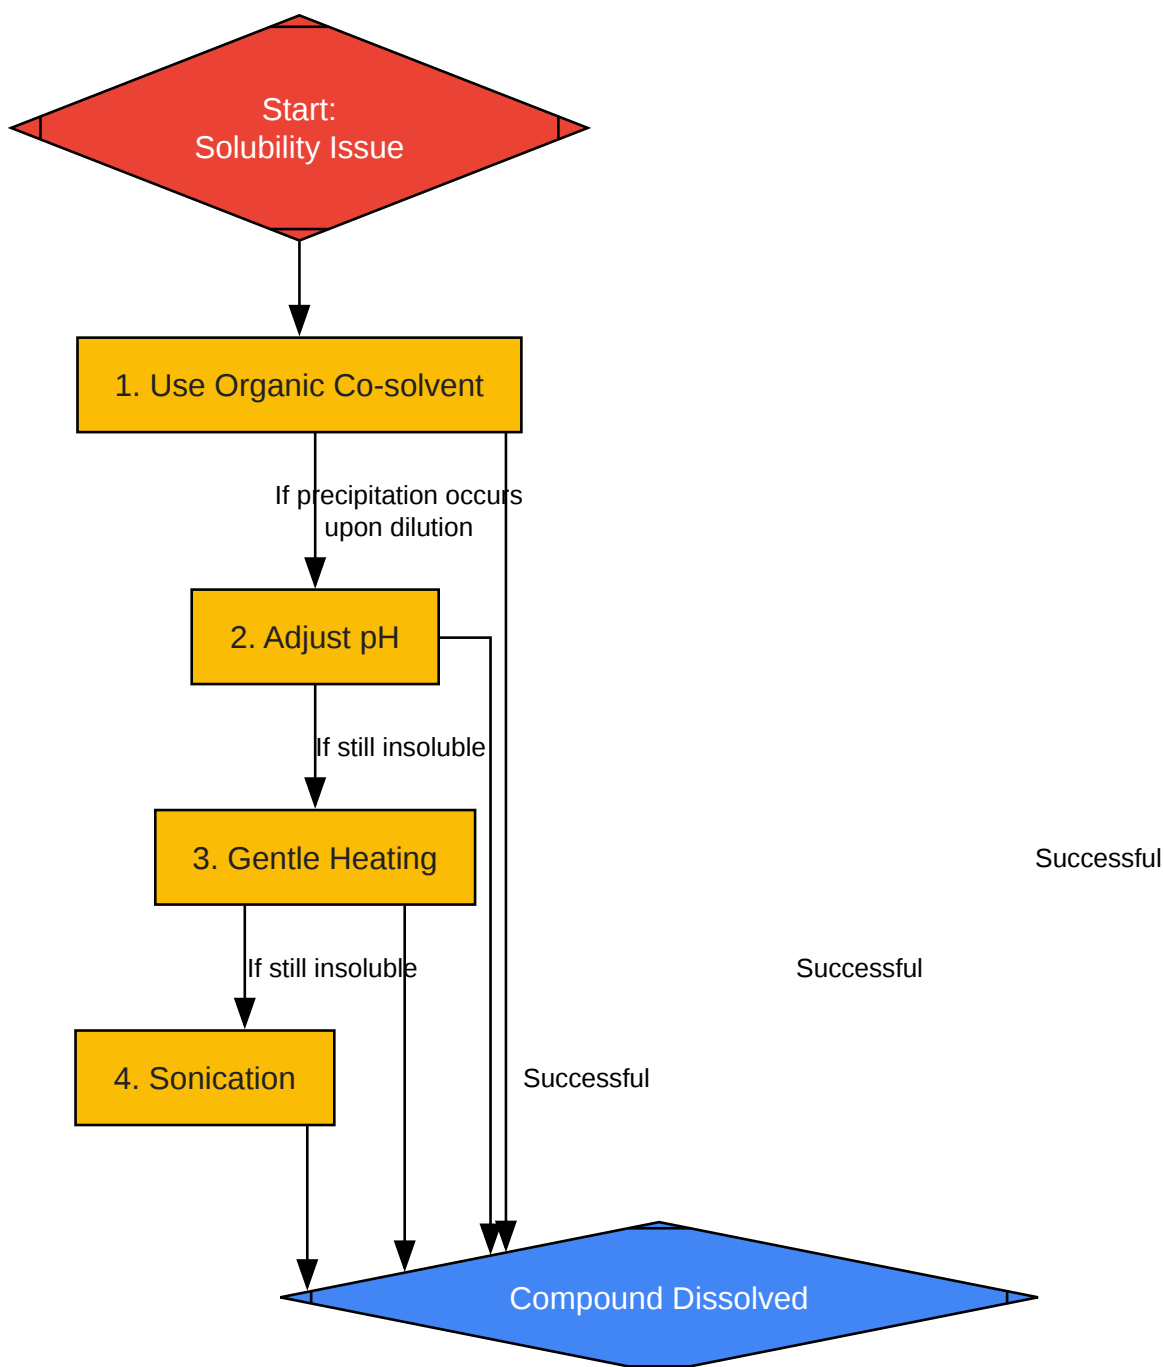 Start:
Solubility Issue
1. Use Organic Co-solvent
If precipitation occurs
upon dilution
2. Adjust pH
If still insoluble
3. Gentle Heating
Successful
If still insoluble
Successful
4. Sonication
Successful
Compound Dissolved